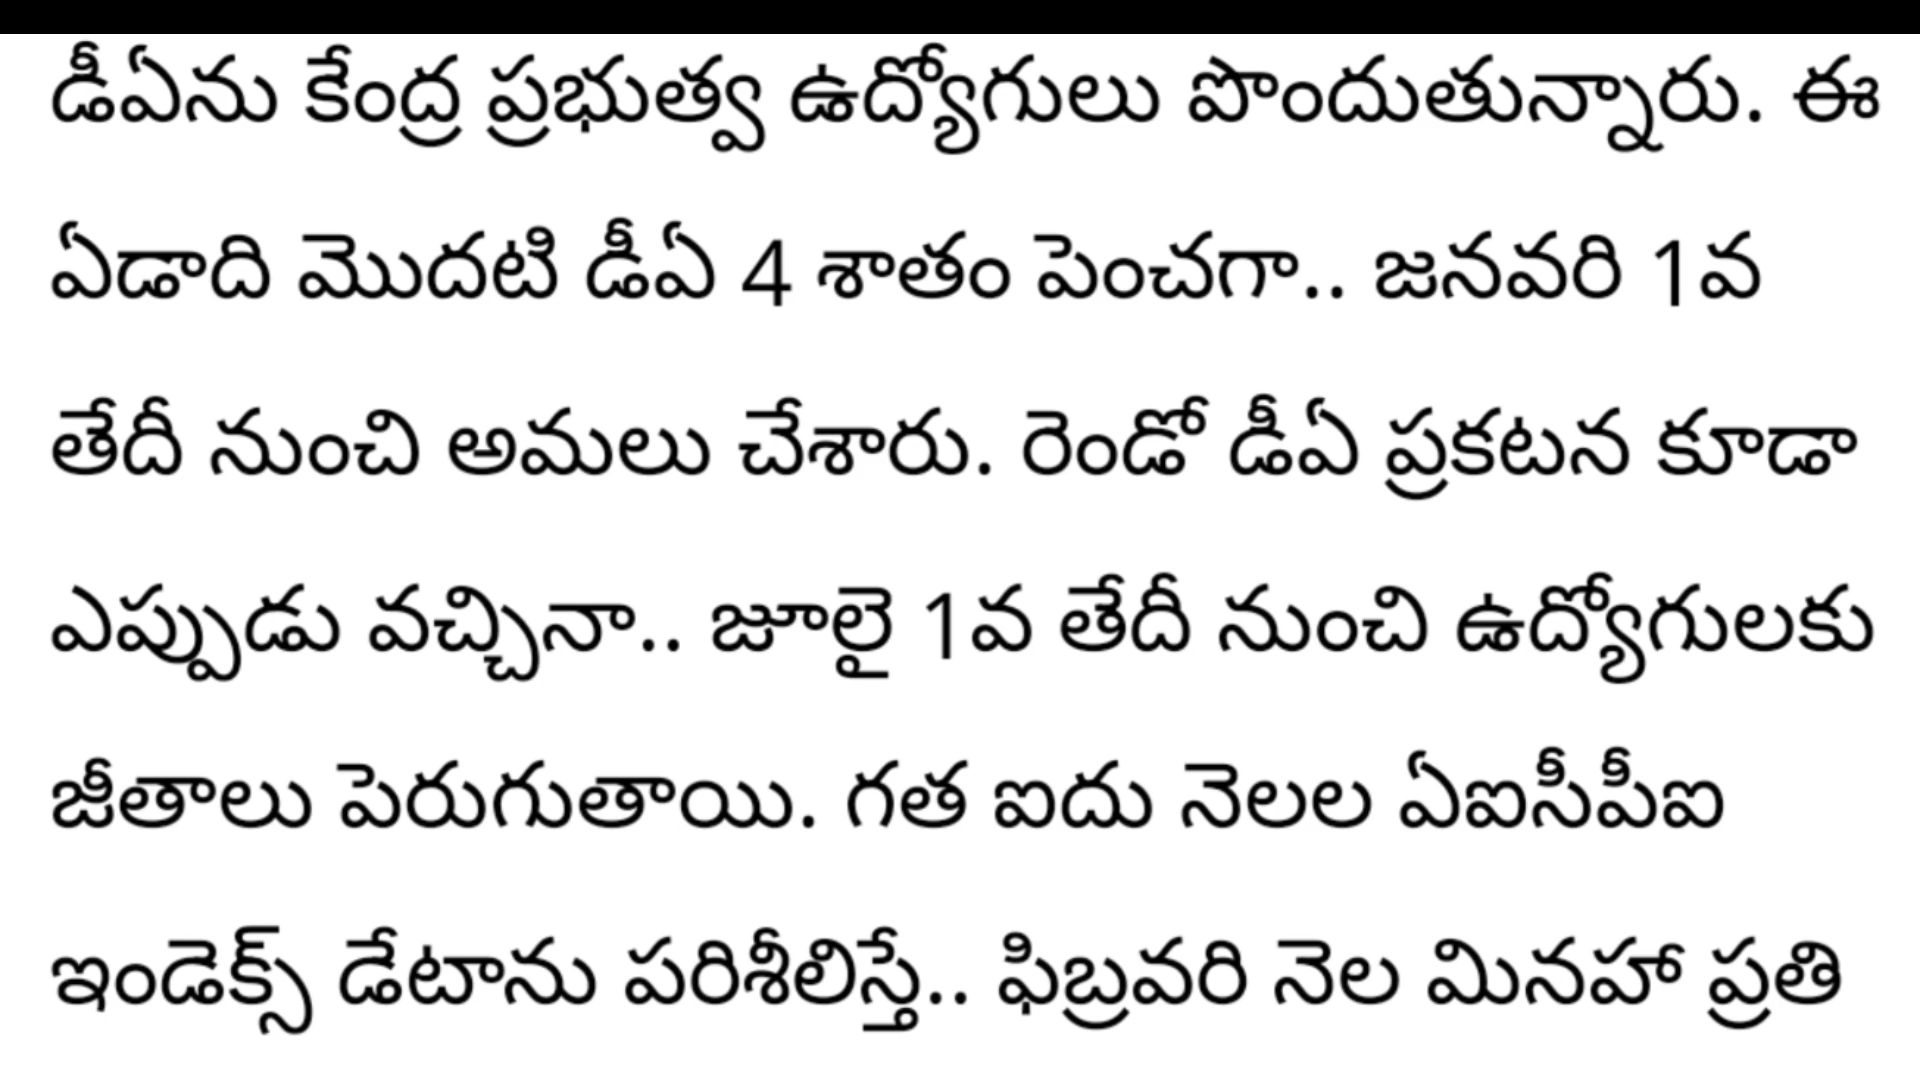 డీఏను కేంద్ర ప్రభుత్వ ఉద్యోగులు పొందుతున్నారు. ఈ
ఏడాది మొదటి డీఏ 4 శాతం పెంచగా.. జనవరి 1వ
తేదీ నుంచి అమలు చేశారు. రెండో డీఏ ప్రకటన కూడా
ఎప్పుడు వచ్చినా.. జూలై 1వ తేదీ నుంచి ఉద్యోగులకు
జీతాలు పెరుగుతాయి. గత ఐదు నెలల ఏఐసీపీఐ
ఇండెక్స్ డేటాను పరిశీలిస్తే.. ఫిబ్రవరి నెల మినహా ప్రతి